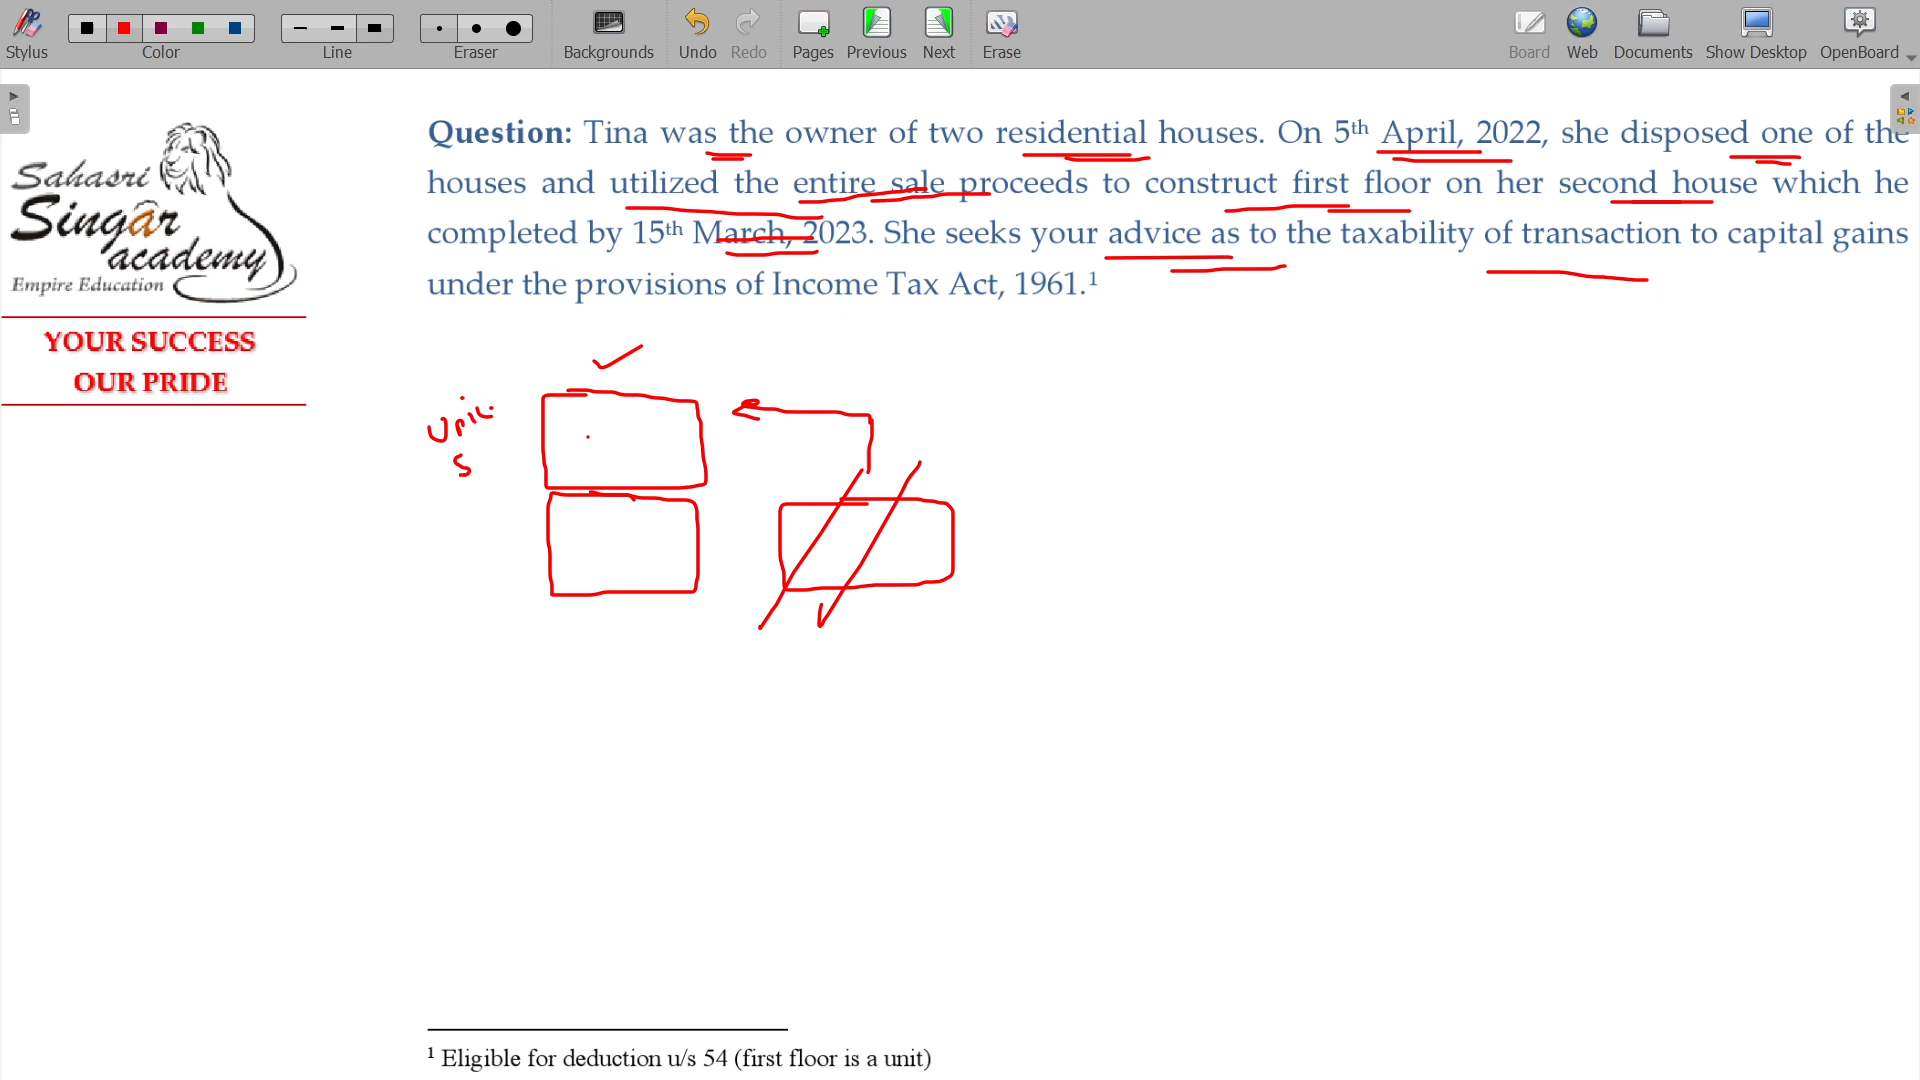 Stylus
Color
Line
Eraser
Backgrounds
Undo
Redo
Pages
Previous
Next
Erase
Board
Web
Documents
Show Desktop
OpenBoard
Sahasri
Singar
academy
Empire Education
YOUR SUCCESS
OUR PRIDE
Question: Tina was the owner of two residential houses. On 5th April, 2022, she disposed one of the
houses and utilized the entire sale proceeds to construct first floor on her second house which he
completed by 15th March, 2023. She seeks your advice as to the taxability of transaction to capital gains
under the provisions of Income Tax Act, 1961.1
1 Eligible for deduction u/s 54 (first floor is a unit)